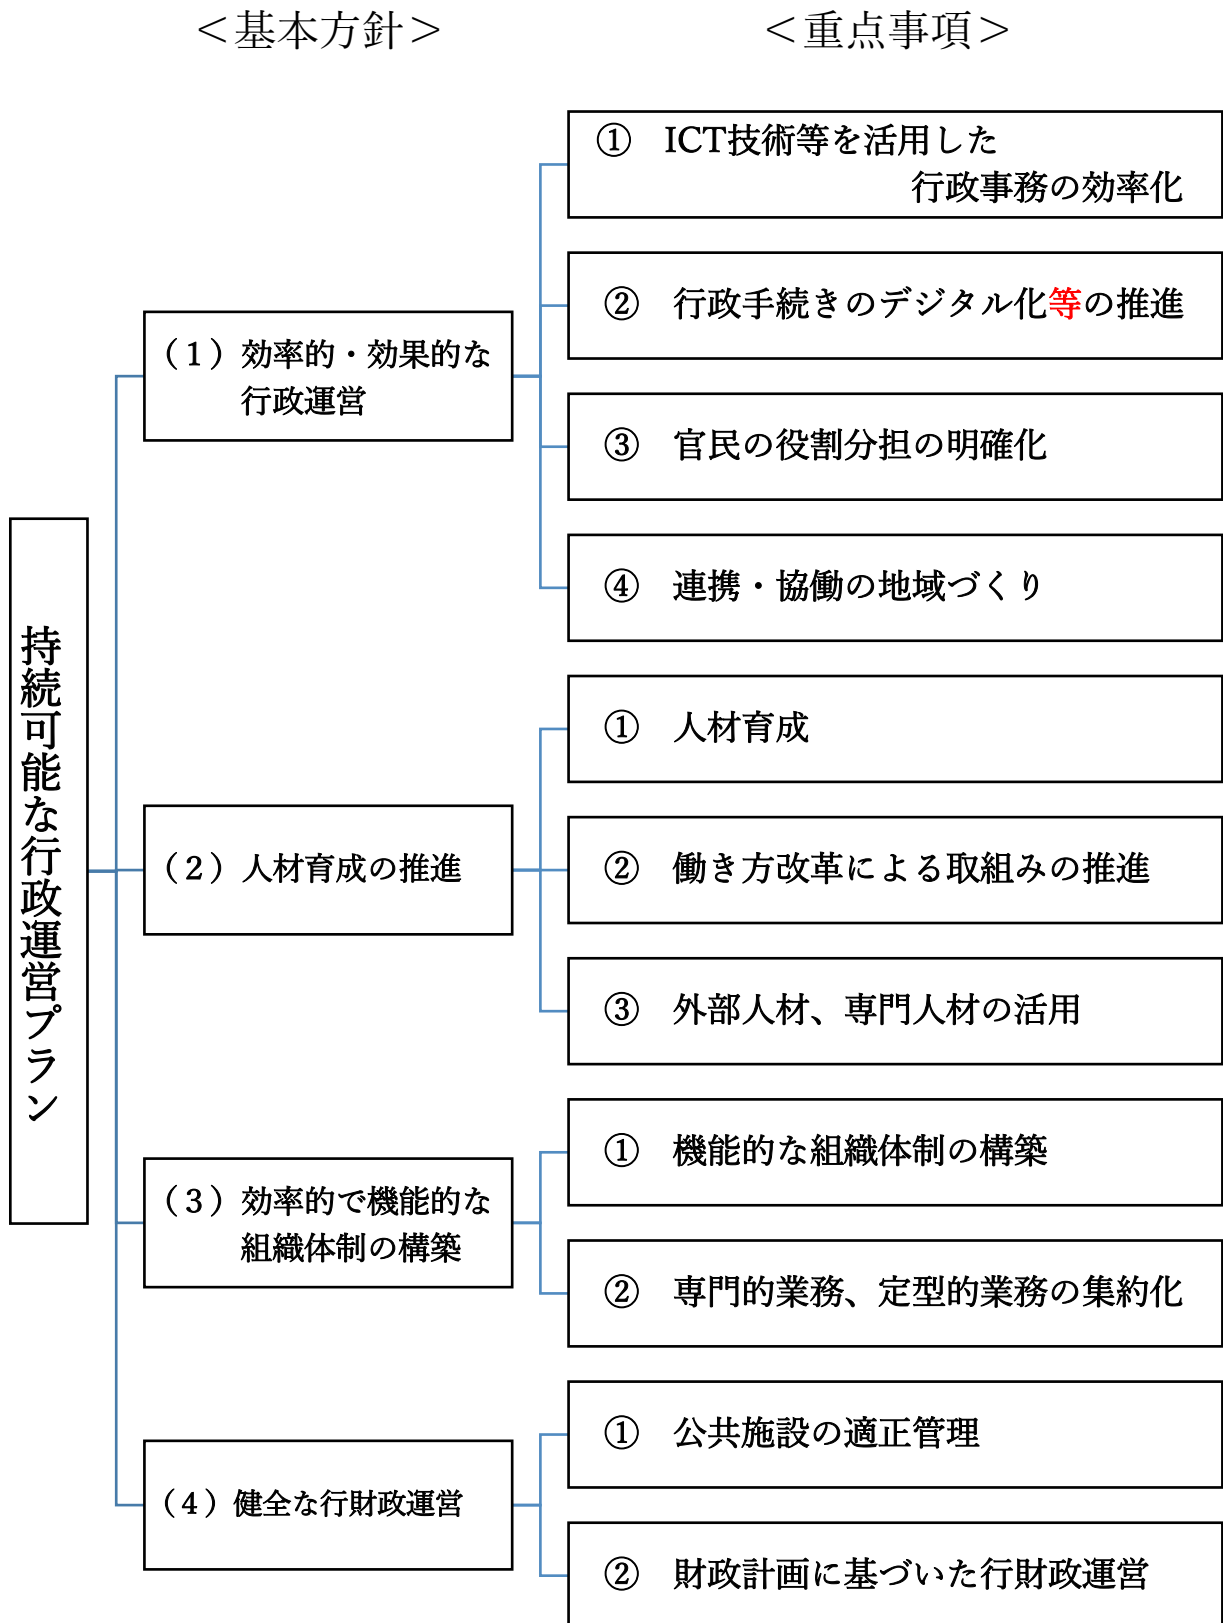 ＜基本方針＞
＜重点事項＞
持続可能な行政運営プラン
（１）効率的・効果的な
行政運営
①　ICT技術等を活用した
行政事務の効率化
②　行政手続きのデジタル化等の推進
③　官民の役割分担の明確化
④　連携・協働の地域づくり
（２）人材育成の推進
①　人材育成
②　働き方改革による取組みの推進
③　外部人材、専門人材の活用
（３）効率的で機能的な
組織体制の構築
①　機能的な組織体制の構築
②　専門的業務、定型的業務の集約化
（４）健全な行財政運営
①　公共施設の適正管理
②　財政計画に基づいた行財政運営